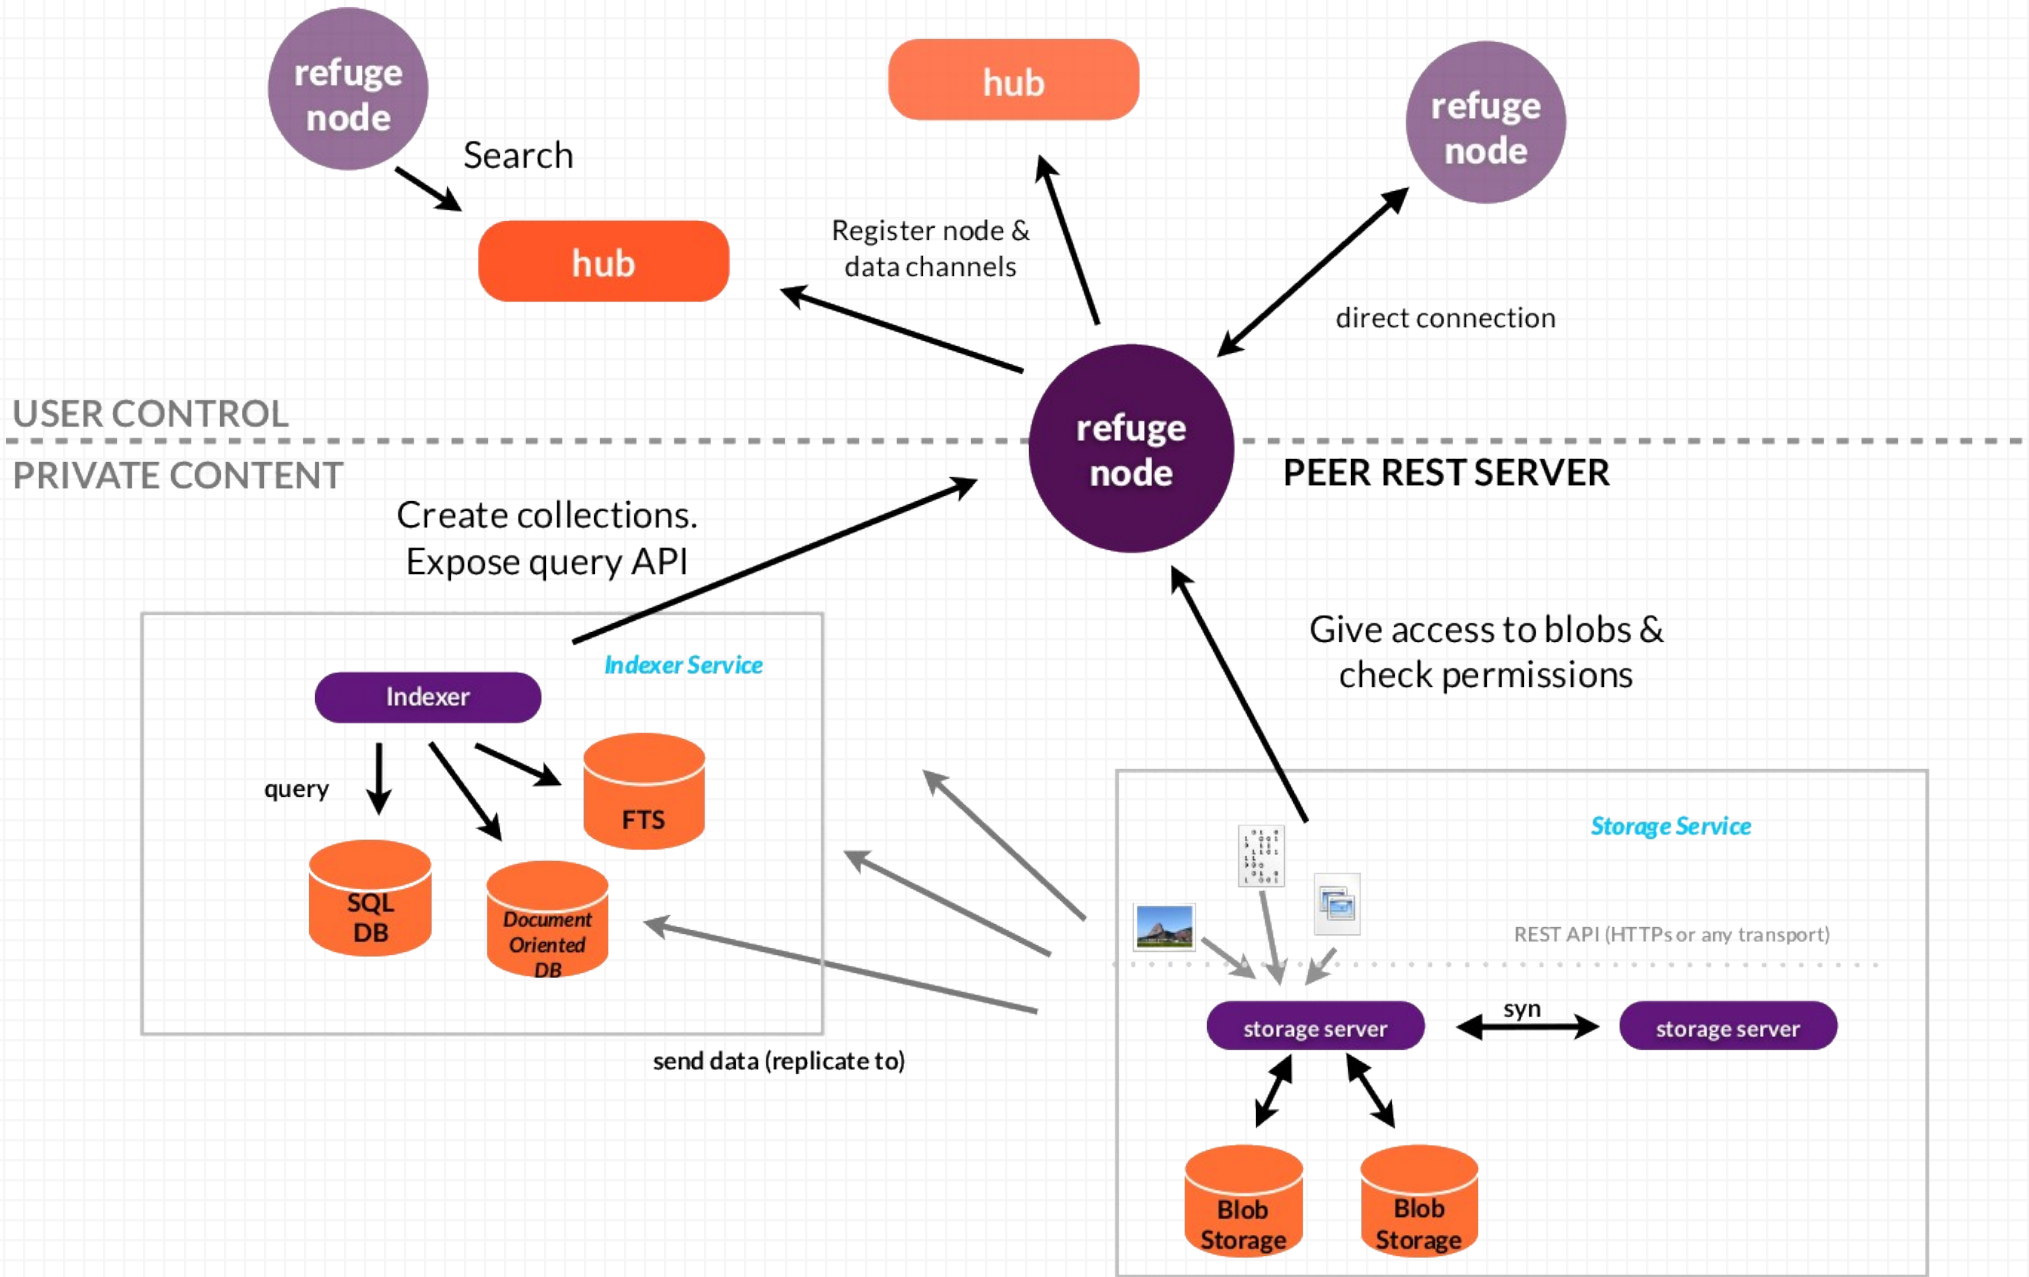 refuge
node
hub
refuge
node
Search
hub
Register node &
data channels
direct connection
USER CONTROL
refuge
node
PRIVATE CONTENT
PEER REST SERVER
Create collections.
Expose query API
Give access to blobs &
check permissions
Indexer Service
Indexer
query
FTS
SQL
DB
Document
Oriented
DB
send data (replicate to)
Storage Service
REST API (HTTPs or any transport)
storage server
syn
storage server
Blob
Storage
Blob
Storage